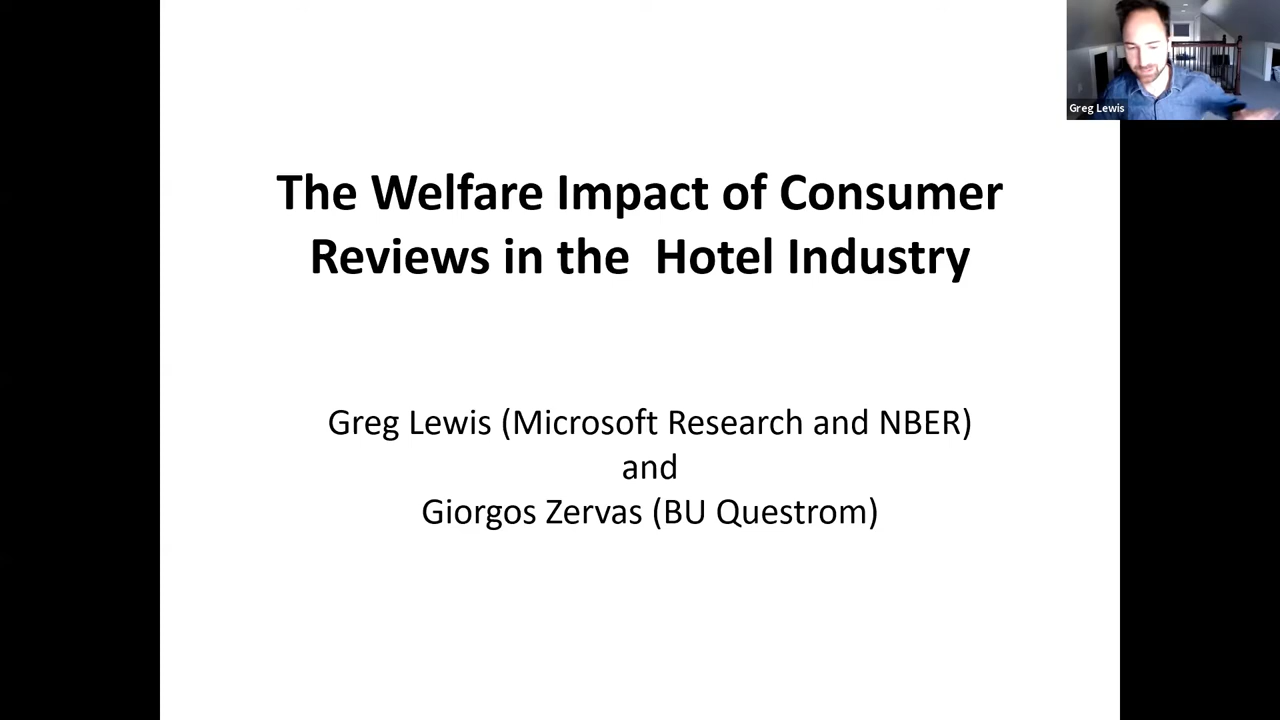 Greg Lewis
The Welfare Impact of Consumer
Reviews in the Hotel Industry
Greg Lewis (Microsoft Research and NBER)
and
Giorgos Zervas (BU Questrom)